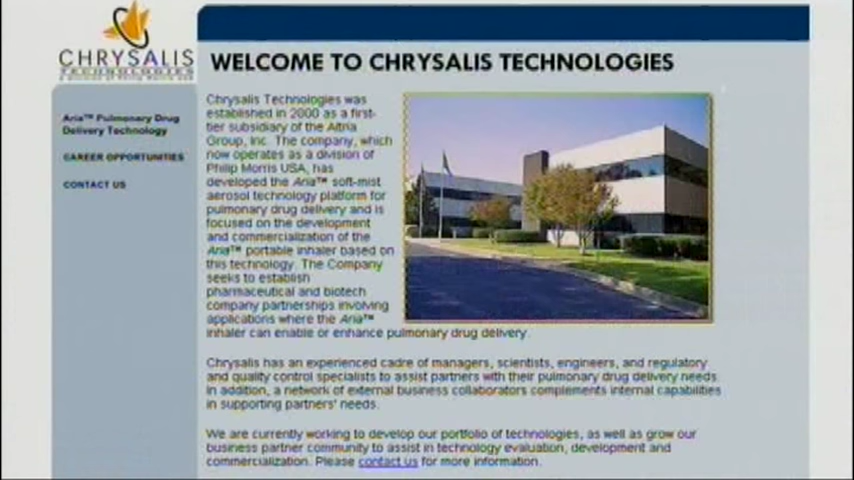 CHRYSALIS
TECHNOLOGIES
WELCOME TO CHRYSALIS TECHNOLOGIES
Aria™ Pulmonary Drug
Delivery Technology
CAREER OPPORTUNITIES
CONTACT US
Chrysalis Technologies was
established in 2000 as a first-
tier subsidiary of the Altria
Group, Inc. The company, which
now operates as a division of
Philip Morris USA, has
developed the Aria™ soft-mist
aerosol technology platform for
pulmonary drug delivery and is
focused on the development
and commercialization of the
Aria™ portable inhaler based on
this technology. The Company
seeks to establish
pharmaceutical and biotech
company partnerships involving
applications where the Aria™
inhaler can enable or enhance pulmonary drug delivery.
Chrysalis has an experienced cadre of managers, scientists, engineers, and regulatory
and quality control specialists to assist partners with their pulmonary drug delivery needs.
In addition, a network of external business collaborators complements internal capabilities
in supporting partners' needs.
We are currently working to develop our portfolio of technologies, as well as grow our
business partner community to assist in technology evaluation, development and
commercialization. Please contact us for more information.